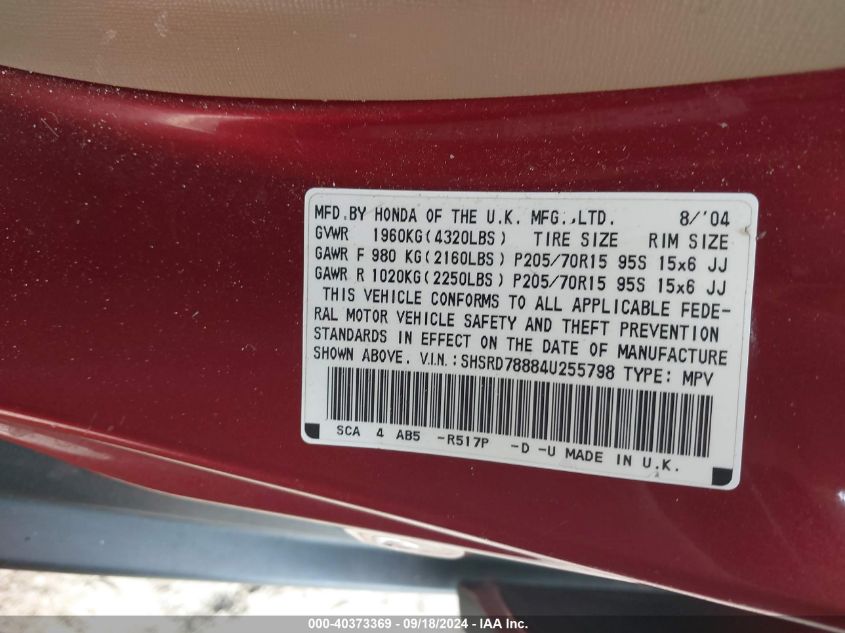 MFD.BY HONDA OF THE U.K. MFG.,LTD. 8/'04
GVWR 1960KG(4320LBS) TIRE SIZE RIM SIZE
GAWR F 980 KG(2160LBS) P205/70R15 95S 15x6 JJ
GAWR R 1020KG(2250LBS) P205/70R15 95S 15x6 JJ
THIS VEHICLE CONFORMS TO ALL APPLICABLE FEDE-
RAL MOTOR VEHICLE SAFETY AND THEFT PREVENTION
STANDARDS IN EFFECT ON THE DATE OF MANUFACTURE
SHOWN ABOVE. V.I.N.:SHSRD78884U255798 TYPE: MPV
SCA 4 AB5 -R517P -D -U MADE IN U.K.
000-40373369 - 09/18/2024 - IAA Inc.